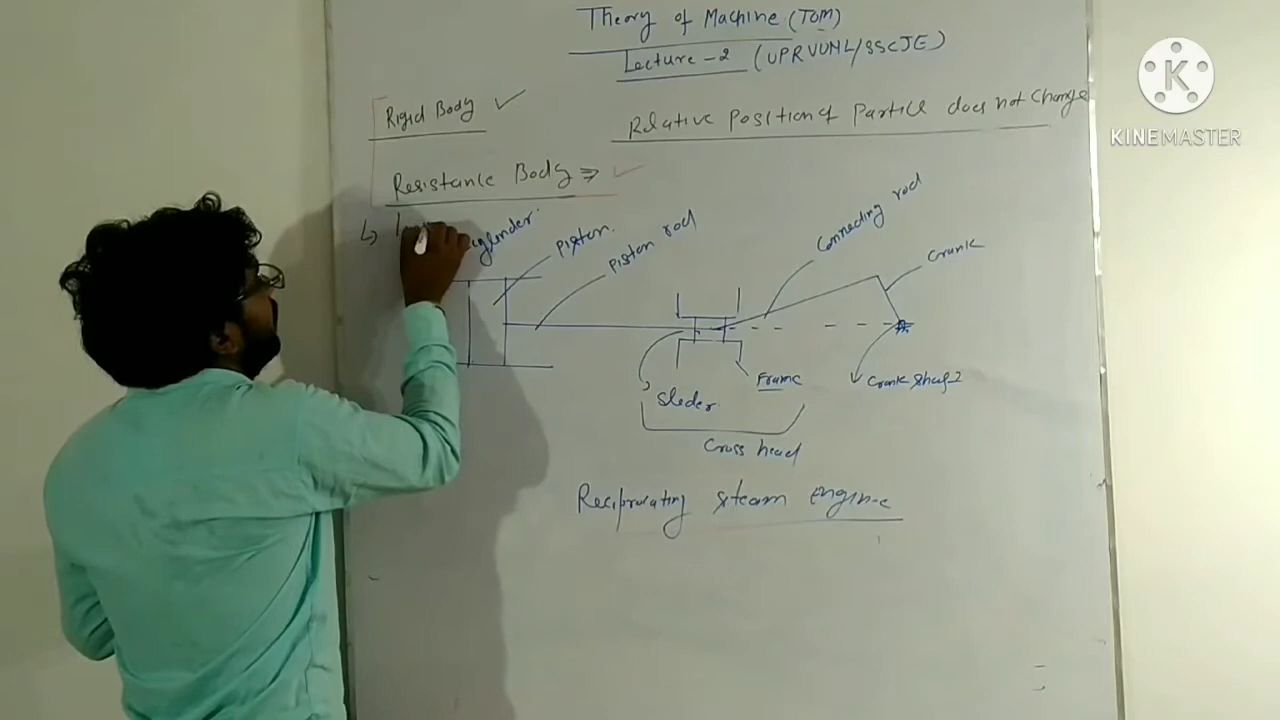 Theory of Machine (TOM)
Lecture-2 (UPRVUNL/SSCJE)
Rigid Body ✓
Relative Position of Particle does not Change
Resistance Body ⇒ ✓
Piston.
Piston rod
Connecting rod
Crank
Frame
Slider
Crank Shaft
Cross head
Reciprocating steam engine
K
KINEMASTER